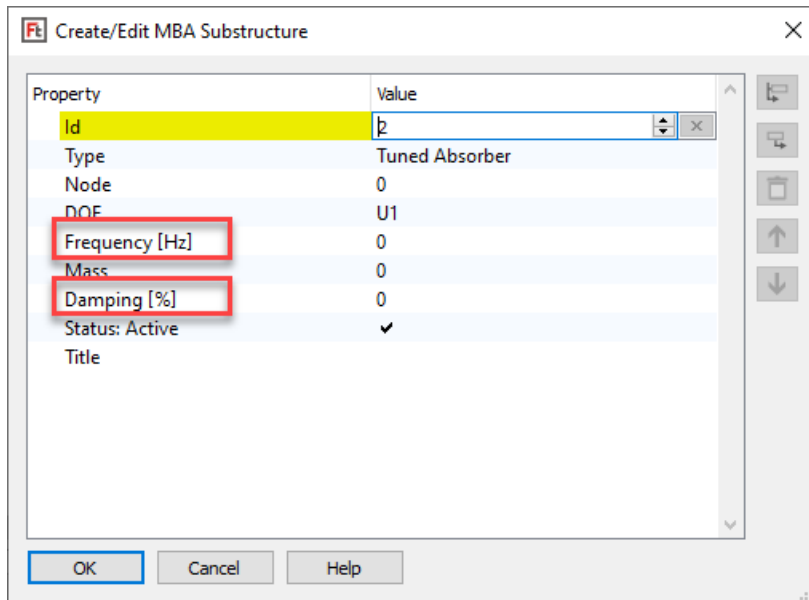 Ft Create/Edit MBA Substructure
Property Value
Id 2
Type Tuned Absorber
Node 0
DOF U1
Frequency [Hz] 0
Mass 0
Damping [%] 0
Status: Active
Title
OK Cancel Help